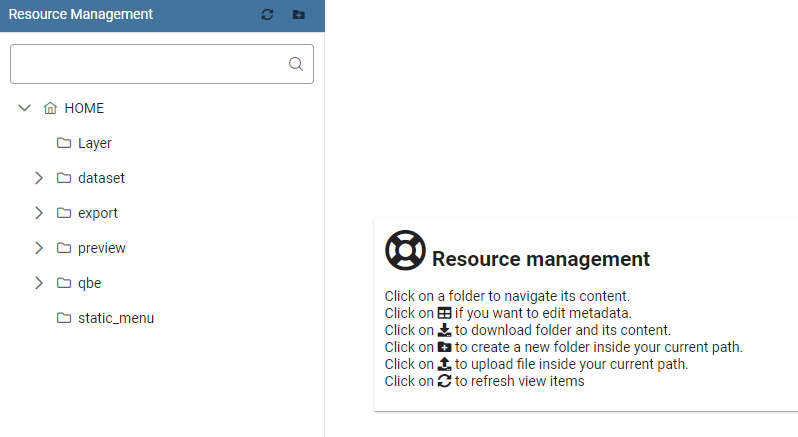 Resource Management
HOME
Layer
dataset
export
preview
qbe
static_menu
Resource management
Click on a folder to navigate its content.
Click on if you want to edit metadata.
Click on to download folder and its content.
Click on to create a new folder inside your current path.
Click on to upload file inside your current path.
Click on to refresh view items